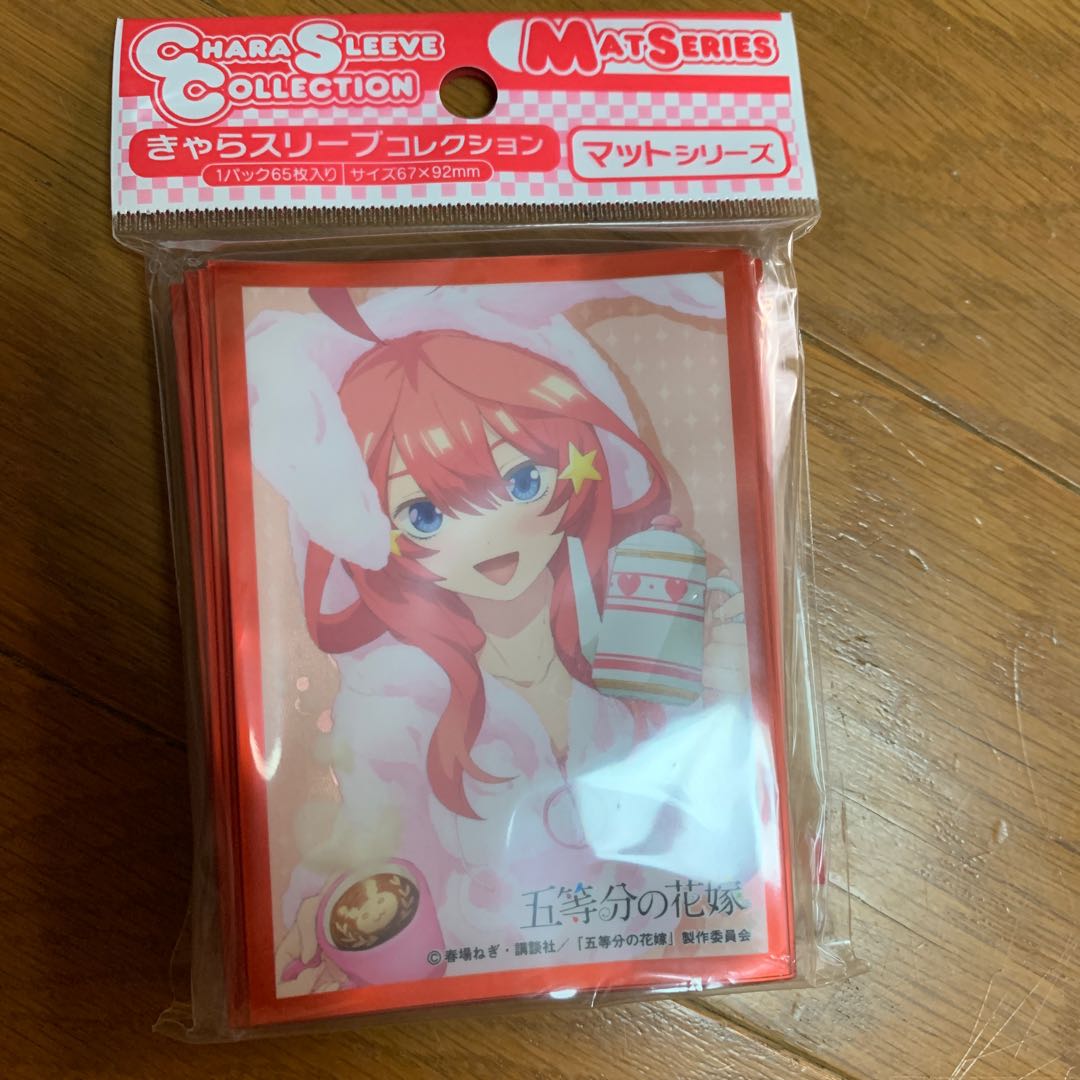 CHARA SLEEVE
COLLECTION
MAT SERIES
きゃらスリーブコレクション
マットシリーズ
1パック65枚入り サイズ67×92mm
五等分の花嫁
©春場ねぎ・講談社/「五等分の花嫁」製作委員会